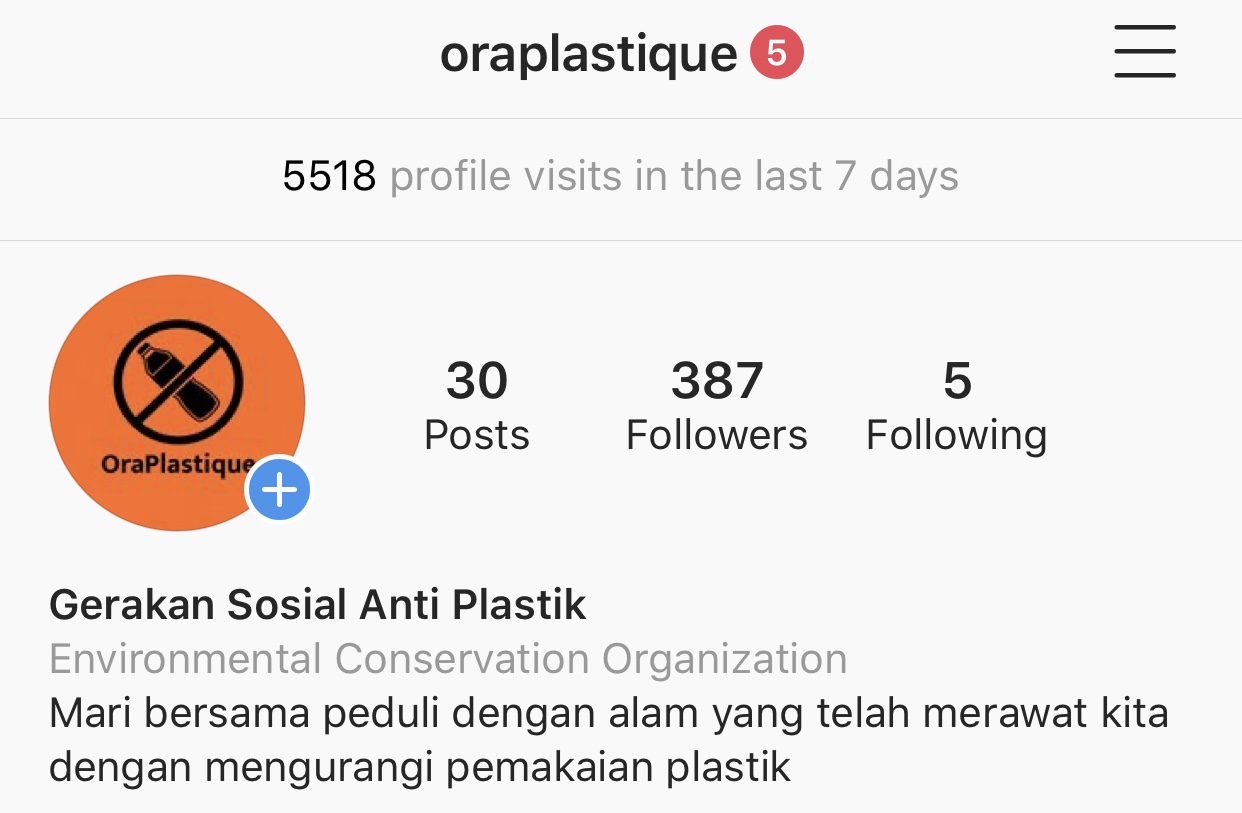 oraplastique 5
5518 profile visits in the last 7 days
OraPlastique
30 387 5
Posts Followers Following
Gerakan Sosial Anti Plastik
Environmental Conservation Organization
Mari bersama peduli dengan alam yang telah merawat kita
dengan mengurangi pemakaian plastik